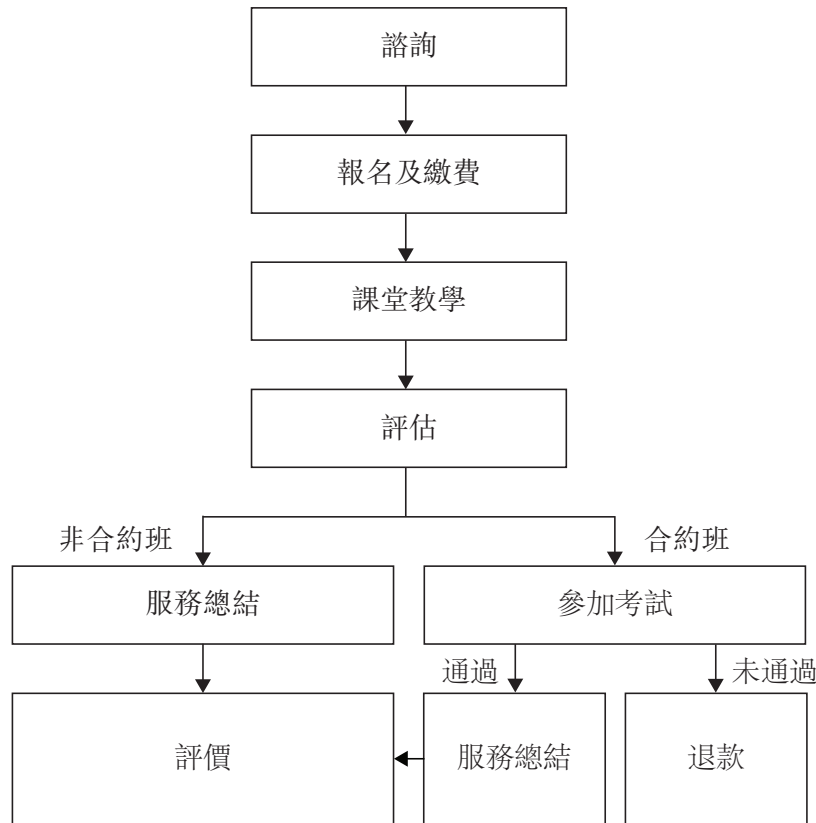 諮詢
報名及繳費
課堂教學
評估
非合約班
合約班
服務總結
參加考試
通過
未通過
評價
服務總結
退款